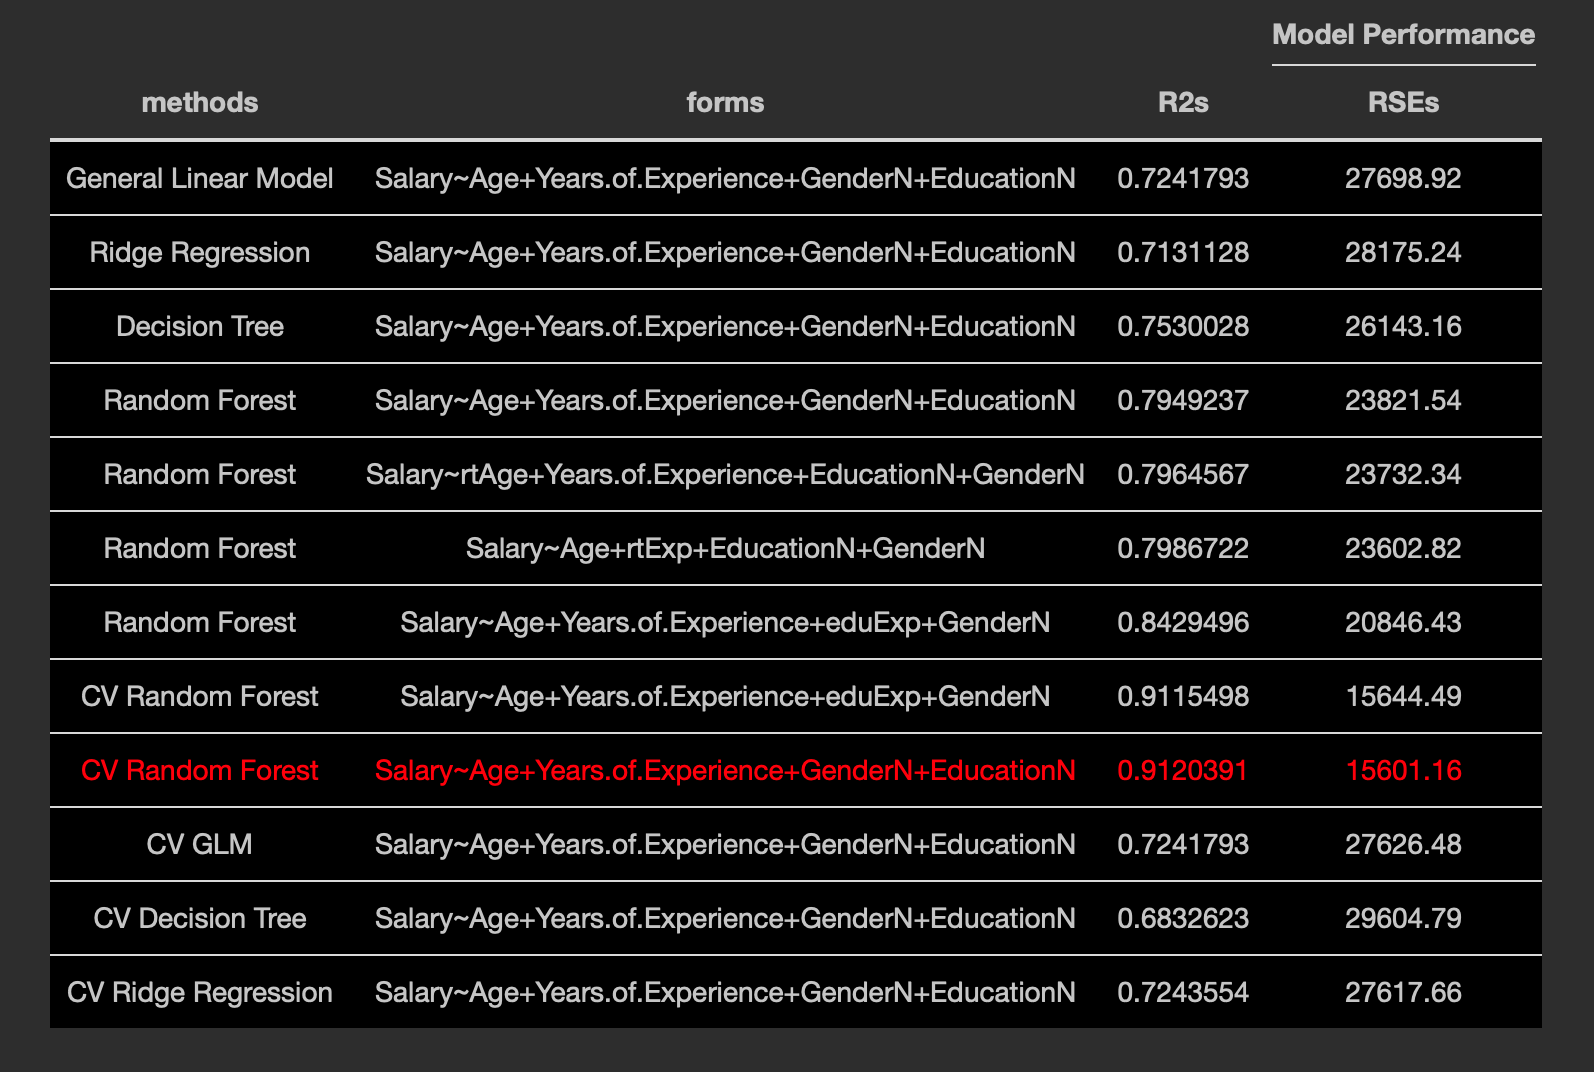 Model Performance
methods forms R2s RSEs
General Linear Model Salary~Age+Years.of.Experience+GenderN+EducationN 0.7241793 27698.92
Ridge Regression Salary~Age+Years.of.Experience+GenderN+EducationN 0.7131128 28175.24
Decision Tree Salary~Age+Years.of.Experience+GenderN+EducationN 0.7530028 26143.16
Random Forest Salary~Age+Years.of.Experience+GenderN+EducationN 0.7949237 23821.54
Random Forest Salary~rtAge+Years.of.Experience+EducationN+GenderN 0.7964567 23732.34
Random Forest Salary~Age+rtExp+EducationN+GenderN 0.7986722 23602.82
Random Forest Salary~Age+Years.of.Experience+eduExp+GenderN 0.8429496 20846.43
CV Random Forest Salary~Age+Years.of.Experience+eduExp+GenderN 0.9115498 15644.49
CV Random Forest Salary~Age+Years.of.Experience+GenderN+EducationN 0.9120391 15601.16
CV GLM Salary~Age+Years.of.Experience+GenderN+EducationN 0.7241793 27626.48
CV Decision Tree Salary~Age+Years.of.Experience+GenderN+EducationN 0.6832623 29604.79
CV Ridge Regression Salary~Age+Years.of.Experience+GenderN+EducationN 0.7243554 27617.66